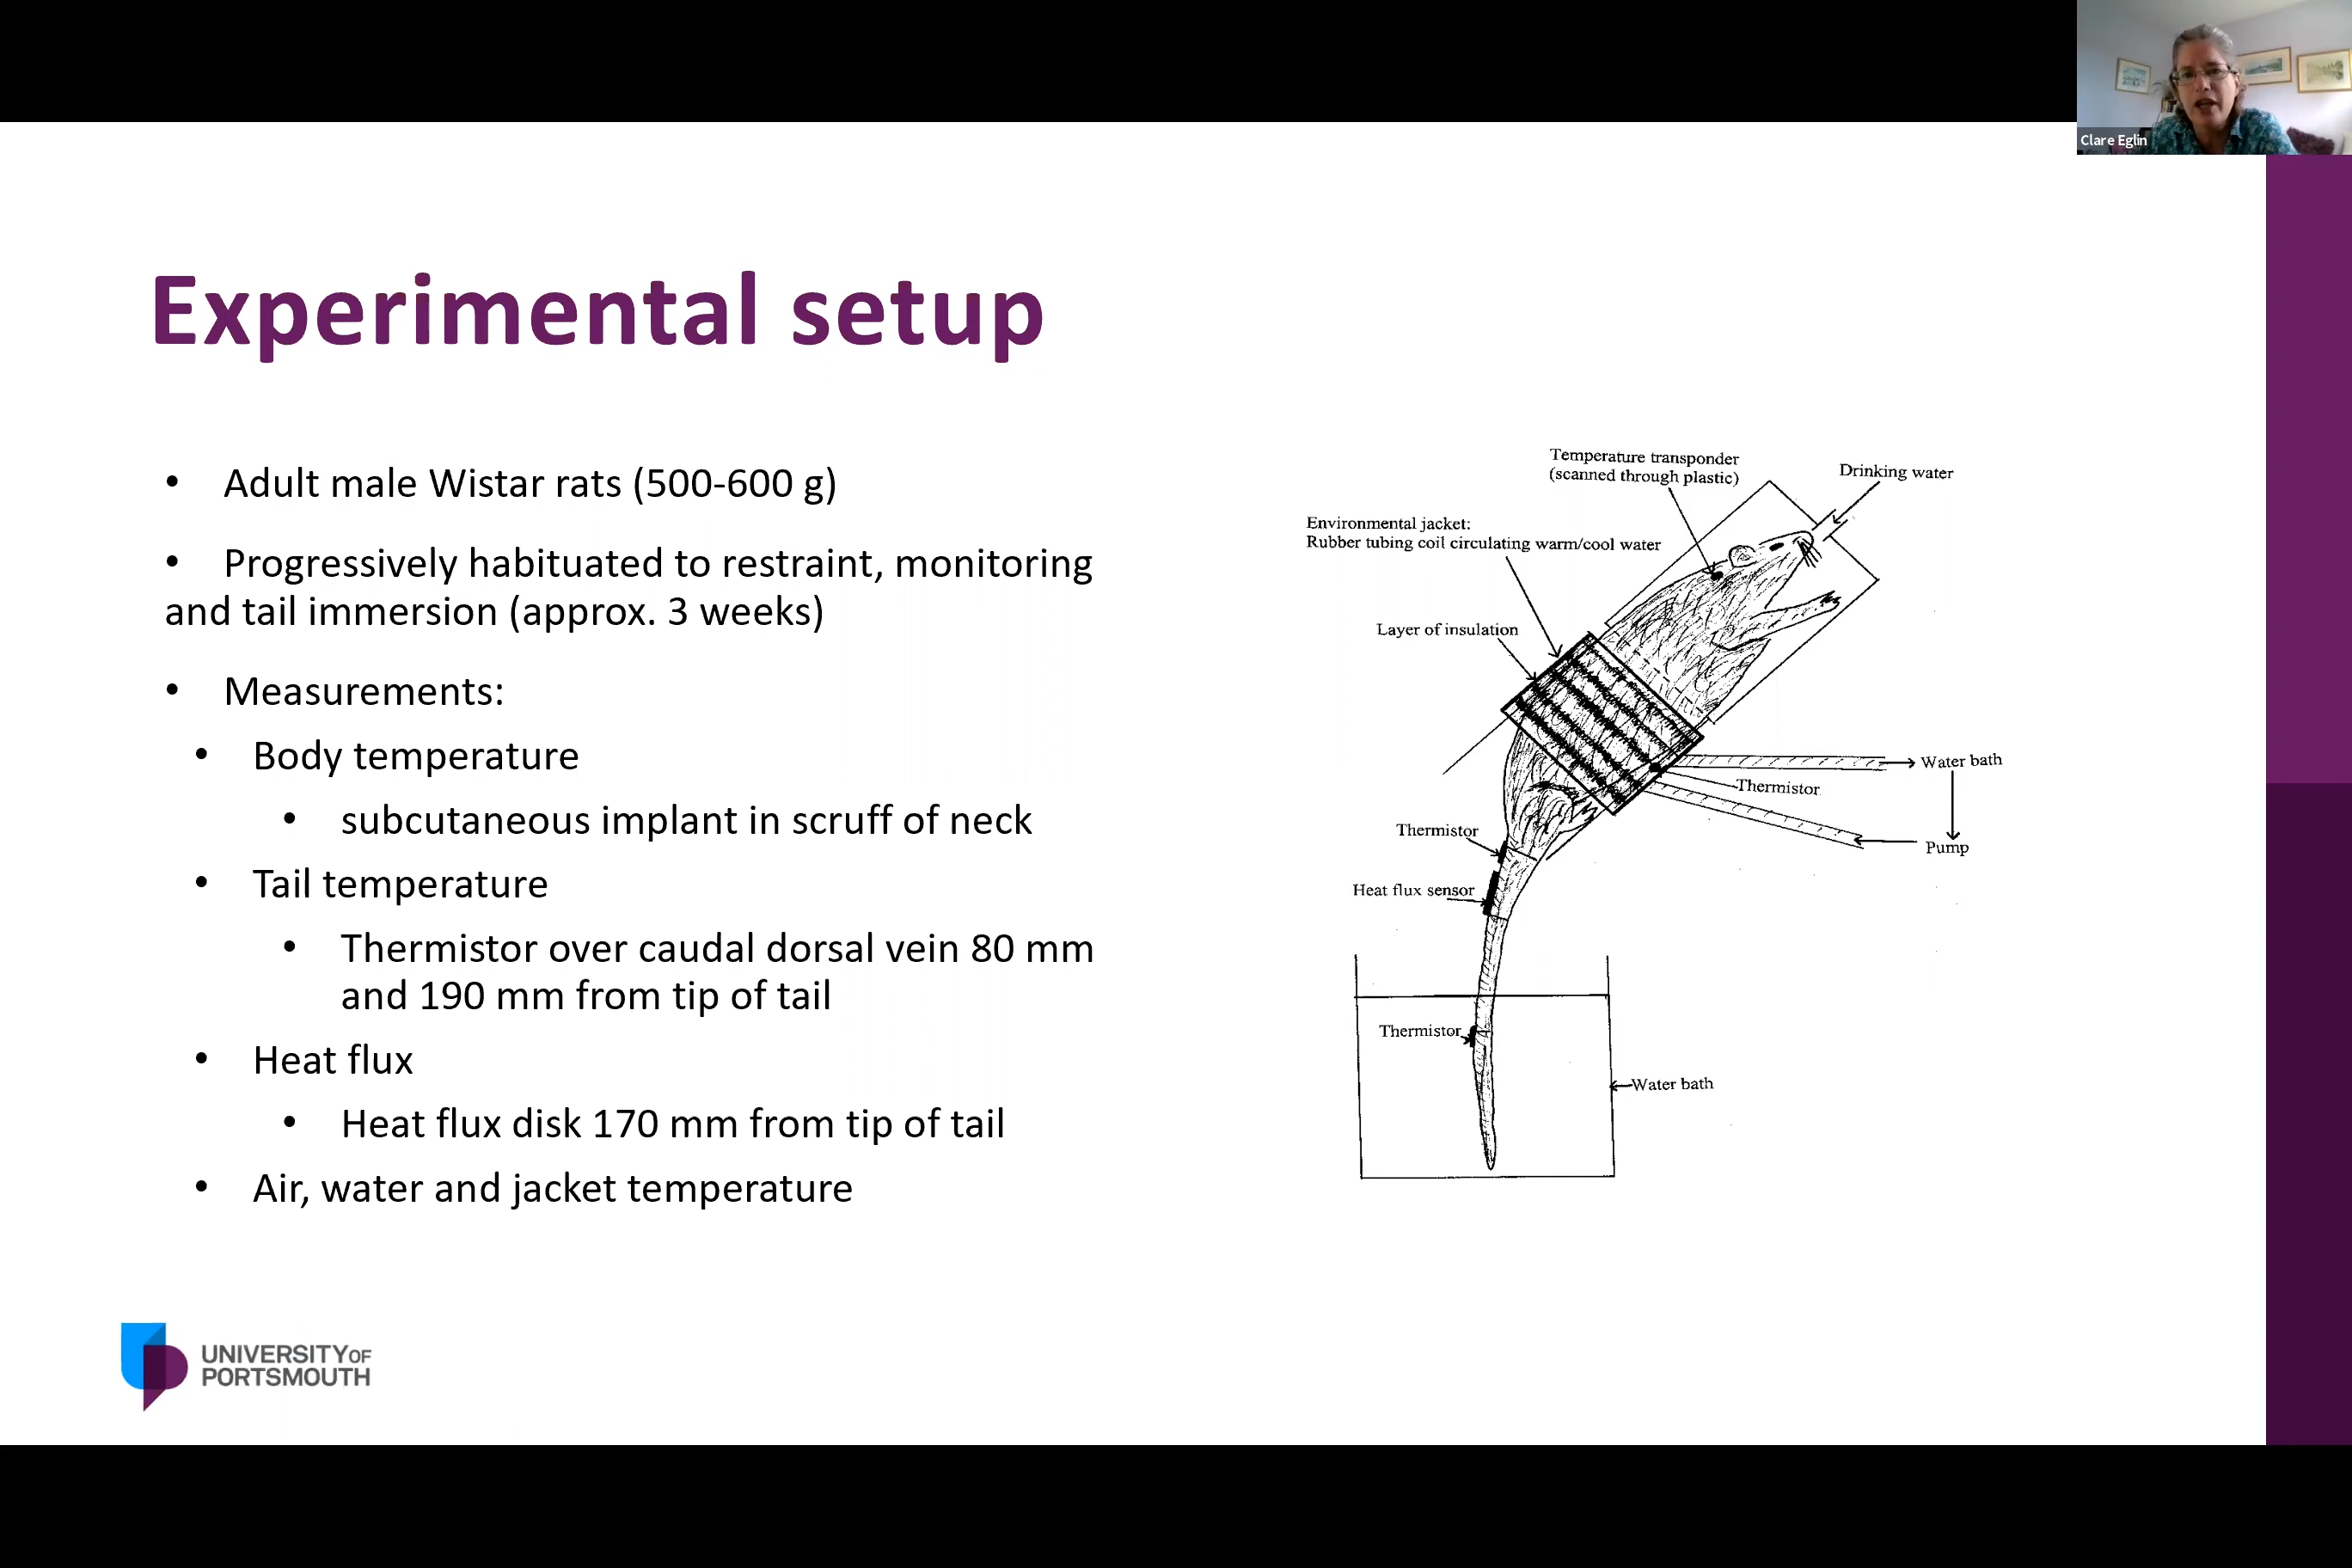 Clare Eglin
Experimental setup
• Adult male Wistar rats (500-600 g)
• Progressively habituated to restraint, monitoring
and tail immersion (approx. 3 weeks)
• Measurements:
• Body temperature
• subcutaneous implant in scruff of neck
• Tail temperature
• Thermistor over caudal dorsal vein 80 mm
and 190 mm from tip of tail
• Heat flux
• Heat flux disk 170 mm from tip of tail
• Air, water and jacket temperature
Temperature transponder
(scanned through plastic)
Drinking water
Environmental jacket:
Rubber tubing coil circulating warm/cool water
Layer of insulation
Water bath
Thermistor
Pump
Thermistor
Heat flux sensor
Thermistor
Water bath
UNIVERSITY OF
PORTSMOUTH